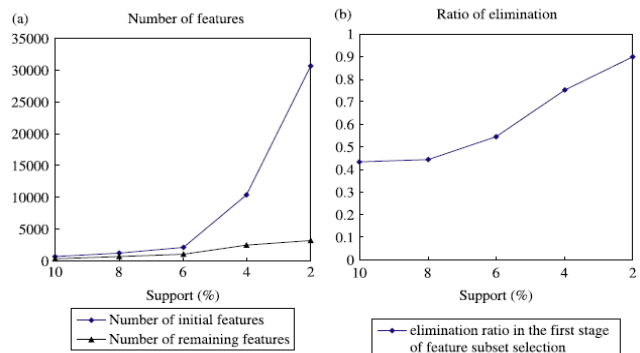 (a)
Number of features
35000
30000
25000
20000
15000
10000
5000
0
10 8 6 4 2
Support (%)
Number of initial features
Number of remaining features
(b)
Ratio of elimination
1
0.9
0.8
0.7
0.6
0.5
0.4
0.3
0.2
0.1
0
10 8 6 4 2
Support (%)
elimination ratio in the first stage
of feature subset selection